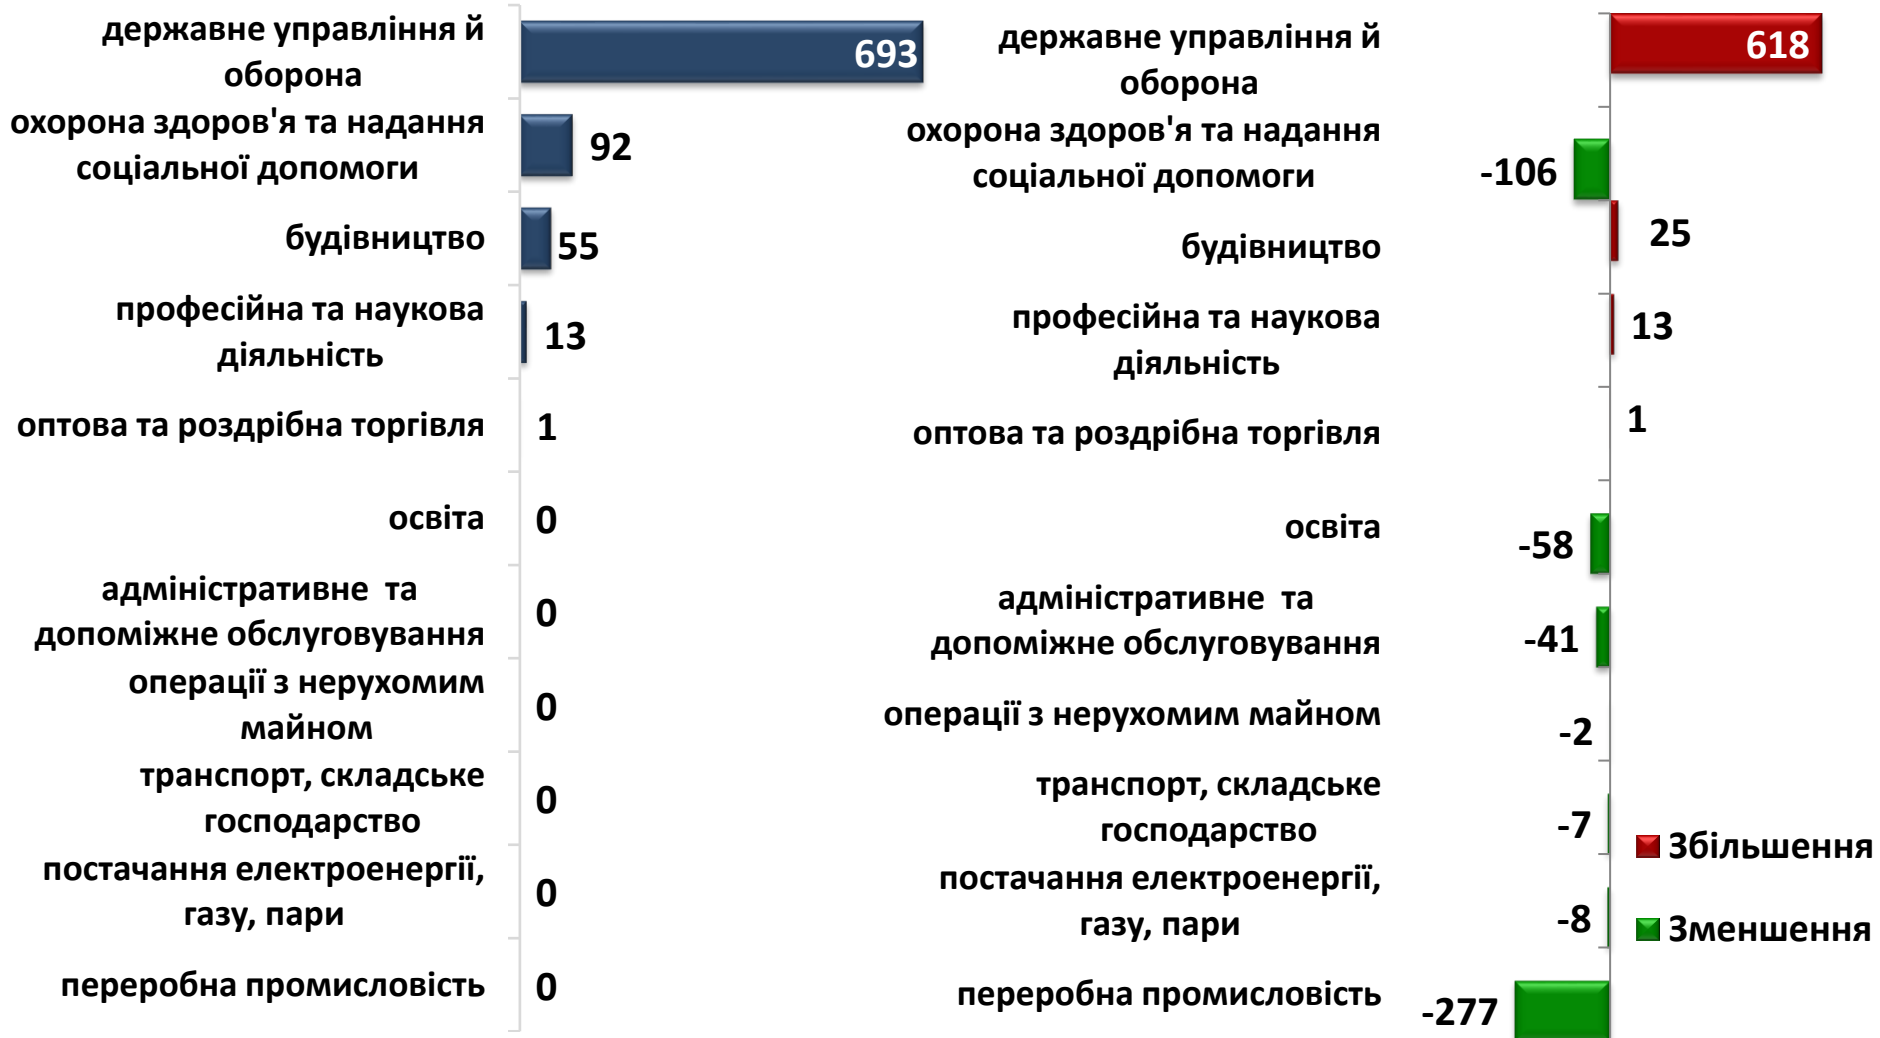 державне управління й
оборона
693
охорона здоров'я та надання
соціальної допомоги
92
будівництво
55
професійна та наукова
діяльність
13
оптова та роздрібна торгівля
1
освіта
0
адміністративне та
допоміжне обслуговування
0
операції з нерухомим
майном
0
транспорт, складське
господарство
0
постачання електроенергії,
газу, пари
0
переробна промисловість
0
державне управління й
оборона
618
охорона здоров'я та надання
соціальної допомоги
-106
будівництво
25
професійна та наукова
діяльність
13
оптова та роздрібна торгівля
1
освіта
-58
адміністративне та
допоміжне обслуговування
-41
операції з нерухомим майном
-2
транспорт, складське
господарство
-7
постачання електроенергії,
газу, пари
-8
переробна промисловість
-277
Збільшення
Зменшення